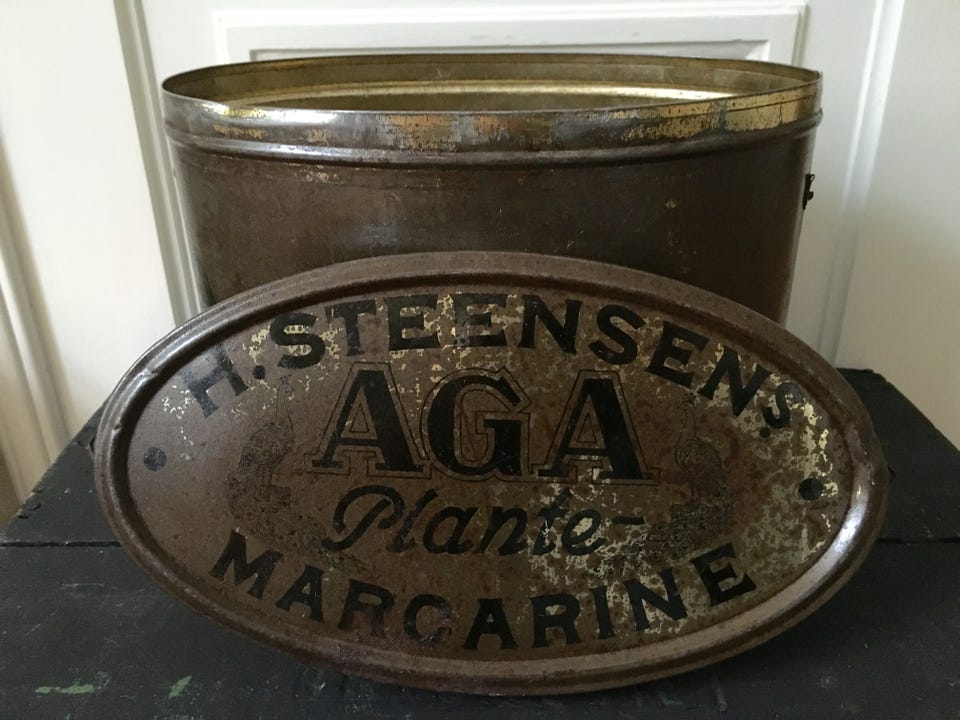 H. STEENSENS.
AGA
Plante-
MARGARINE